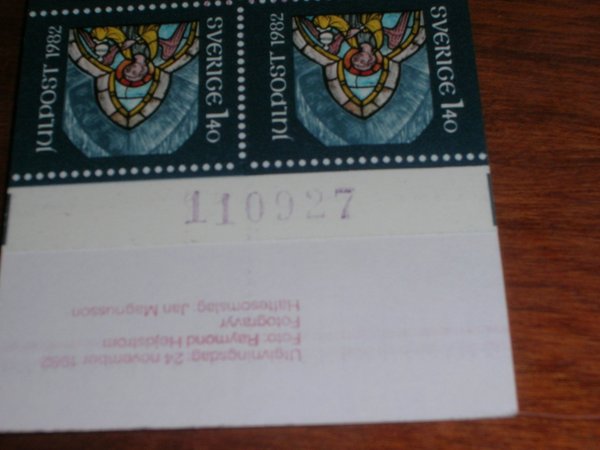 JULPOST 1982
SVERIGE 1.40
JULPOST 1982
SVERIGE 1.40
110927
Utgivningsdag: 24 november 1982
Foto: Raymond Hejdström
Fotogravyr
Häftesomslag: Jan Magnusson